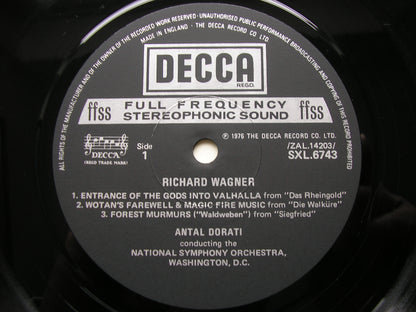 ALL RIGHTS OF THE MANUFACTURER AND OF THE OWNER OF THE RECORDED WORK RESERVED · UNAUTHORISED PUBLIC PERFORMANCE BROADCASTING AND COPYING OF THIS RECORD PROHIBITED
MADE IN ENGLAND · THE DECCA RECORD CO LTD
DECCA
REGD.
ffss FULL FREQUENCY ffss
STEREOPHONIC SOUND
℗ 1976 THE DECCA RECORD CO. LTD.
DECCA
(REGD TRADE MARK)
Side
1
/ZAL.14203/
SXL.6743
RICHARD WAGNER
1. ENTRANCE OF THE GODS INTO VALHALLA from "Das Rheingold"
2. WOTAN'S FAREWELL & MAGIC FIRE MUSIC from "Die Walküre"
3. FOREST MURMURS ("Waldweben") from "Siegfried"
ANTAL DORATI
conducting the
NATIONAL SYMPHONY ORCHESTRA,
WASHINGTON, D.C.